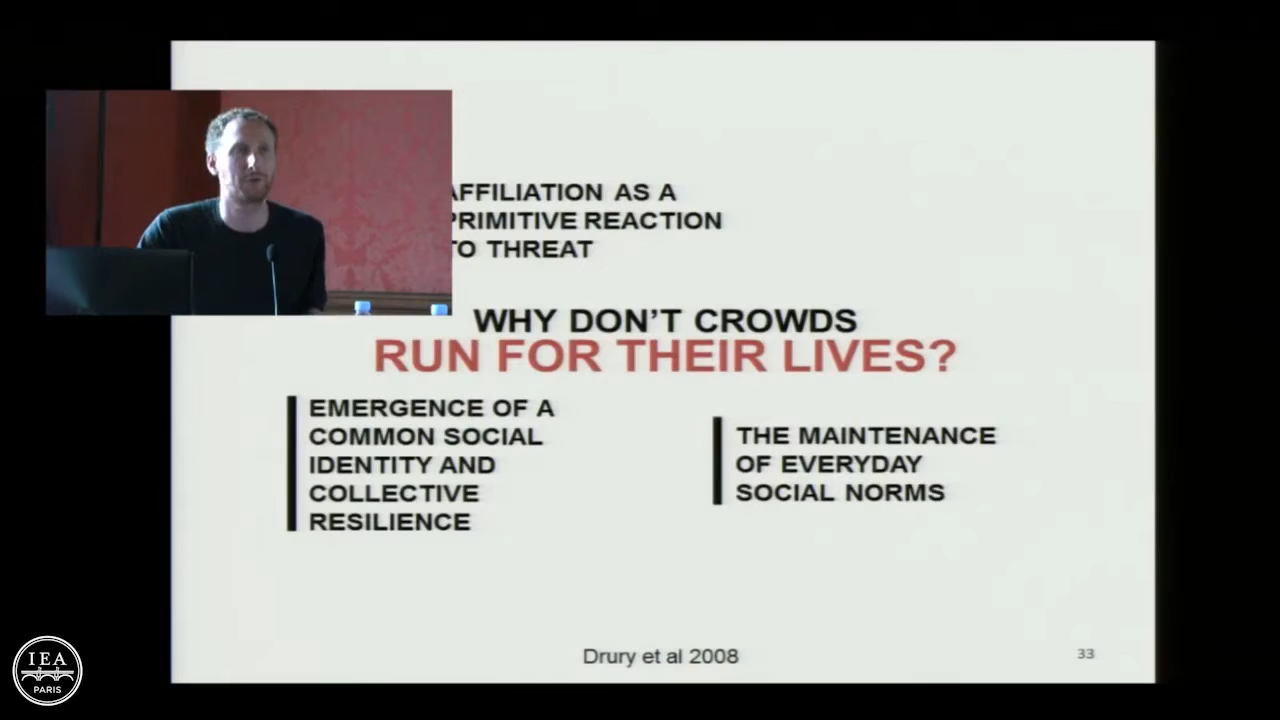 AFFILIATION AS A
PRIMITIVE REACTION
TO THREAT
WHY DON'T CROWDS
RUN FOR THEIR LIVES?
EMERGENCE OF A
COMMON SOCIAL
IDENTITY AND
COLLECTIVE
RESILIENCE
THE MAINTENANCE
OF EVERYDAY
SOCIAL NORMS
Drury et al 2008
33
IEA
PARIS